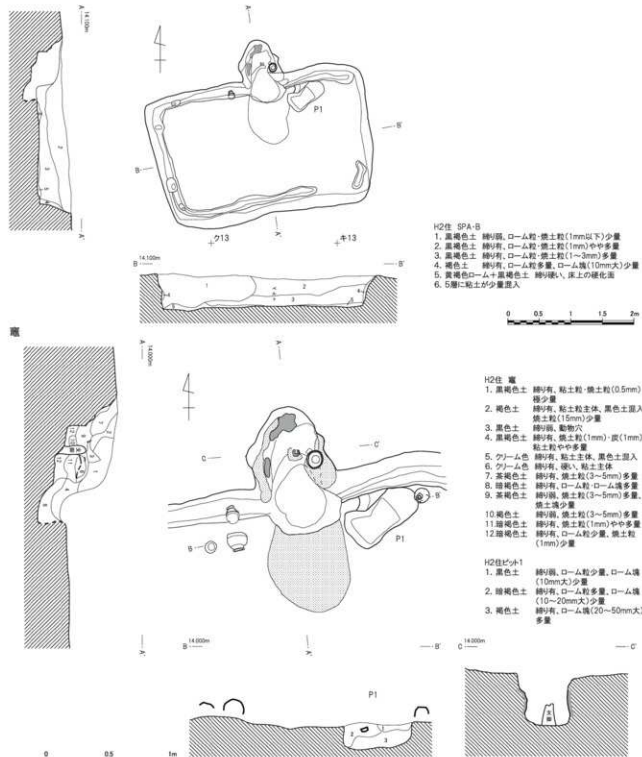 A
14.100m
A
P1
B'
B
A'
A'
ク13
キ13
B
14.100m
B'
1
2
3
4
5
4
H2住 SPA-B
1. 黒褐色土 締り弱、ローム粒・焼土粒(1mm以下)少量
2. 黒褐色土 締り有、ローム粒・焼土粒(1mm)やや多量
3. 黒褐色土 締り有、ローム粒・焼土粒(1～3mm)多量
4. 褐色土 締り有、ローム粒多量、ローム塊(10mm大)少量
5. 黄褐色ローム+黒褐色土 締り硬い、床上の硬化面
6. 5層に粘土が少量混入
0 0.5 1 1.5 2m
竈
A
14.000m
A
C
C'
B
B'
P1
A'
A'
H2住 竈
1. 黒褐色土 締り有、粘土粒・焼土粒(0.5mm)
極少量
2. 褐色土 締り有、粘土粒主体、黒色土混入
焼土粒(15mm)少量
3. 黒色土 締り弱、動物穴
4. 黒褐色土 締り有、焼土粒(1mm)・炭(1mm)
粘土粒やや多量
5. クリーム色 締り有、粘土主体、黒色土混入
6. クリーム色 締り有、硬い、粘土主体
7. 茶褐色土 締り有、焼土粒(3～5mm)多量
8. 暗褐色土 締り有、ローム粒・ローム塊多量
9. 茶褐色土 締り弱、焼土粒(3～5mm)多量、
焼土塊少量
10. 褐色土 締り弱、焼土粒(3～5mm)多量
11. 暗褐色土 締り有、焼土粒(1mm)やや多量
12. 暗褐色土 締り有、ローム粒少量、焼土粒
(1mm)少量
H2住ピット1
1. 黒色土 締り弱、ローム粒少量、ローム塊
(10mm大)少量
2. 暗褐色土 締り有、ローム粒多量、ローム塊
(10～20mm大)少量
3. 褐色土 締り有、ローム塊(20～50mm大)
多量
B
14.000m
B'
P1
1
2
3
C
14.000m
C'
支脚
0 0.5 1m